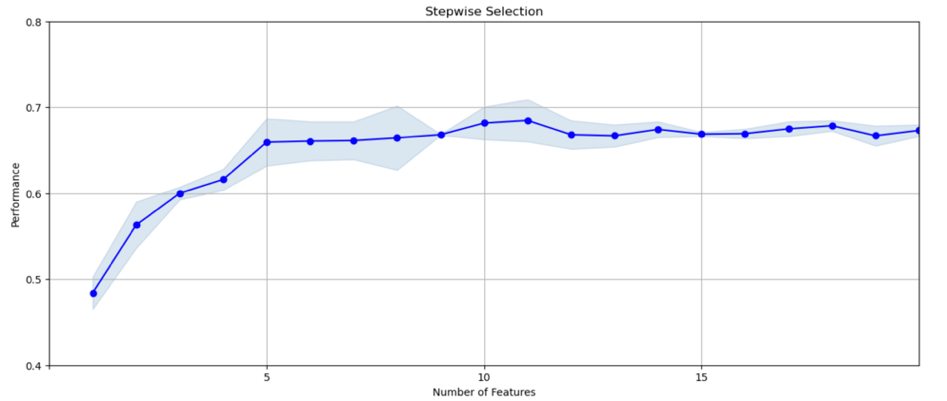 Stepwise Selection
0.8
0.7
0.6
0.5
0.4
Performance
5 10 15
Number of Features